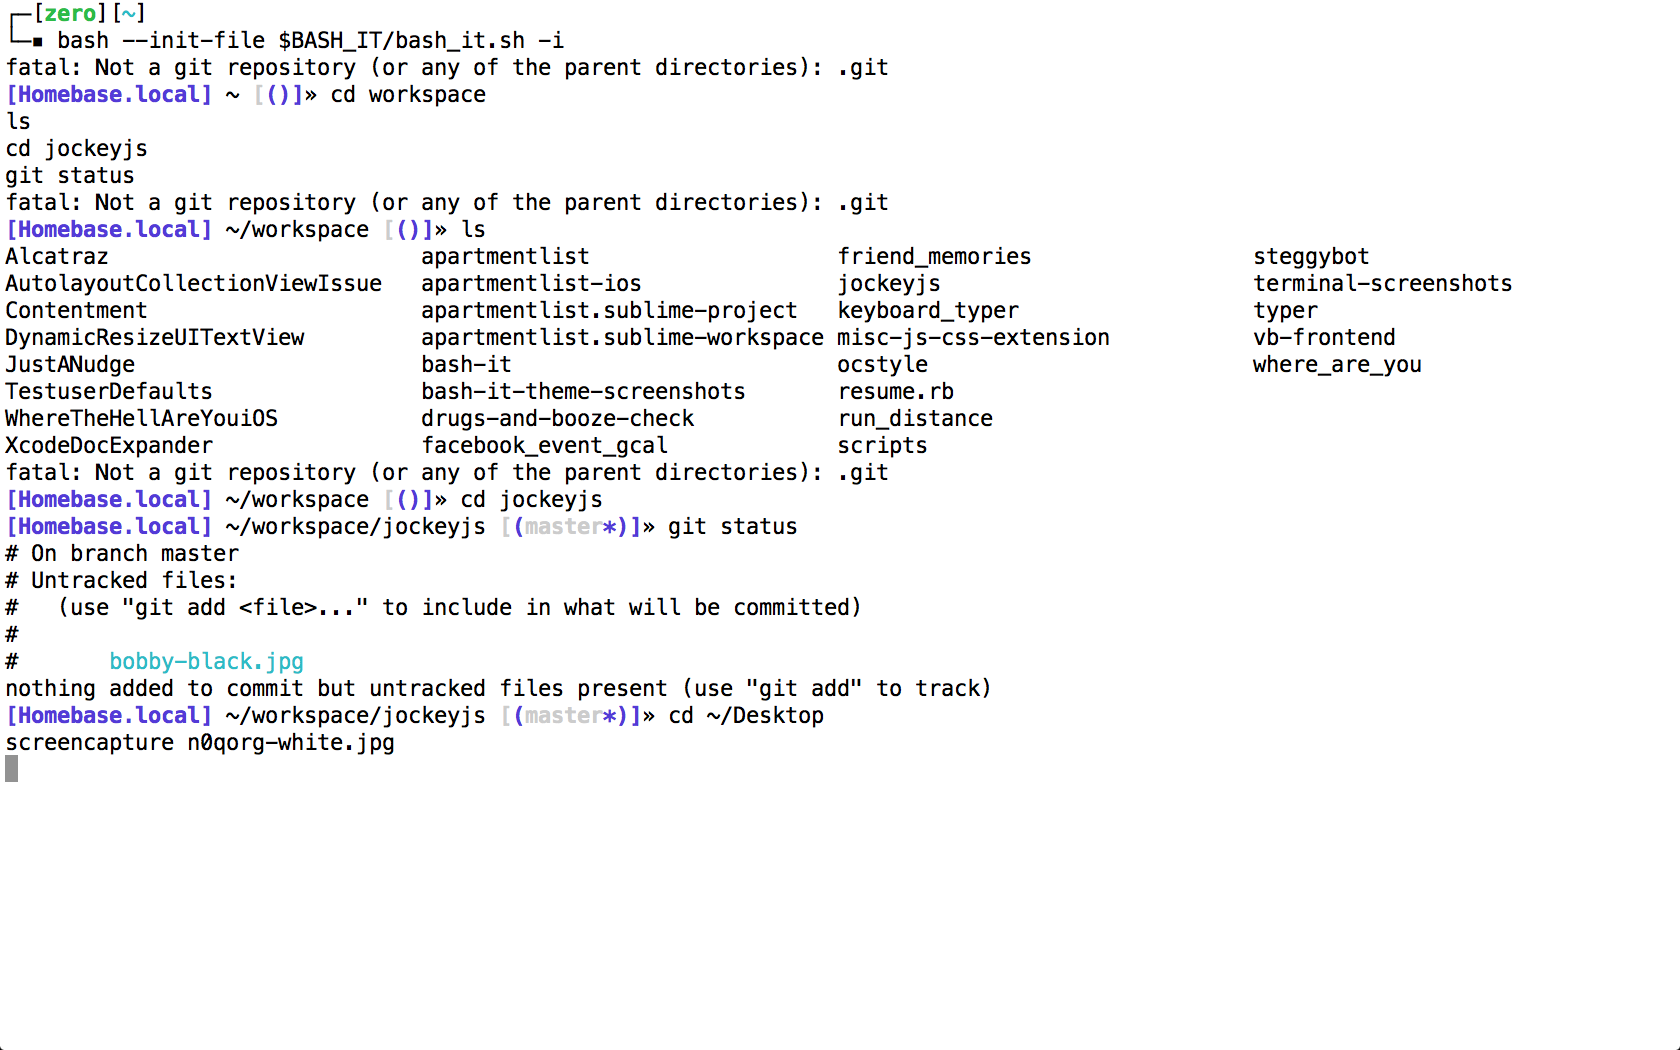 ┌─[zero][~]
└─▪ bash --init-file $BASH_IT/bash_it.sh -i
fatal: Not a git repository (or any of the parent directories): .git
[Homebase.local] ~ [()]» cd workspace
ls
cd jockeyjs
git status
fatal: Not a git repository (or any of the parent directories): .git
[Homebase.local] ~/workspace [()]» ls
Alcatraz                        apartmentlist                   friend_memories                 steggybot
AutolayoutCollectionViewIssue   apartmentlist-ios               jockeyjs                        terminal-screenshots
Contentment                     apartmentlist.sublime-project   keyboard_typer                  typer
DynamicResizeUITextView         apartmentlist.sublime-workspace misc-js-css-extension           vb-frontend
JustANudge                      bash-it                         ocstyle                         where_are_you
TestuserDefaults                bash-it-theme-screenshots       resume.rb
WhereTheHellAreYouiOS           drugs-and-booze-check           run_distance
XcodeDocExpander                facebook_event_gcal             scripts
fatal: Not a git repository (or any of the parent directories): .git
[Homebase.local] ~/workspace [()]» cd jockeyjs
[Homebase.local] ~/workspace/jockeyjs [(master*)]» git status
# On branch master
# Untracked files:
#   (use "git add <file>..." to include in what will be committed)
#
#       bobby-black.jpg
nothing added to commit but untracked files present (use "git add" to track)
[Homebase.local] ~/workspace/jockeyjs [(master*)]» cd ~/Desktop
screencapture n0qorg-white.jpg